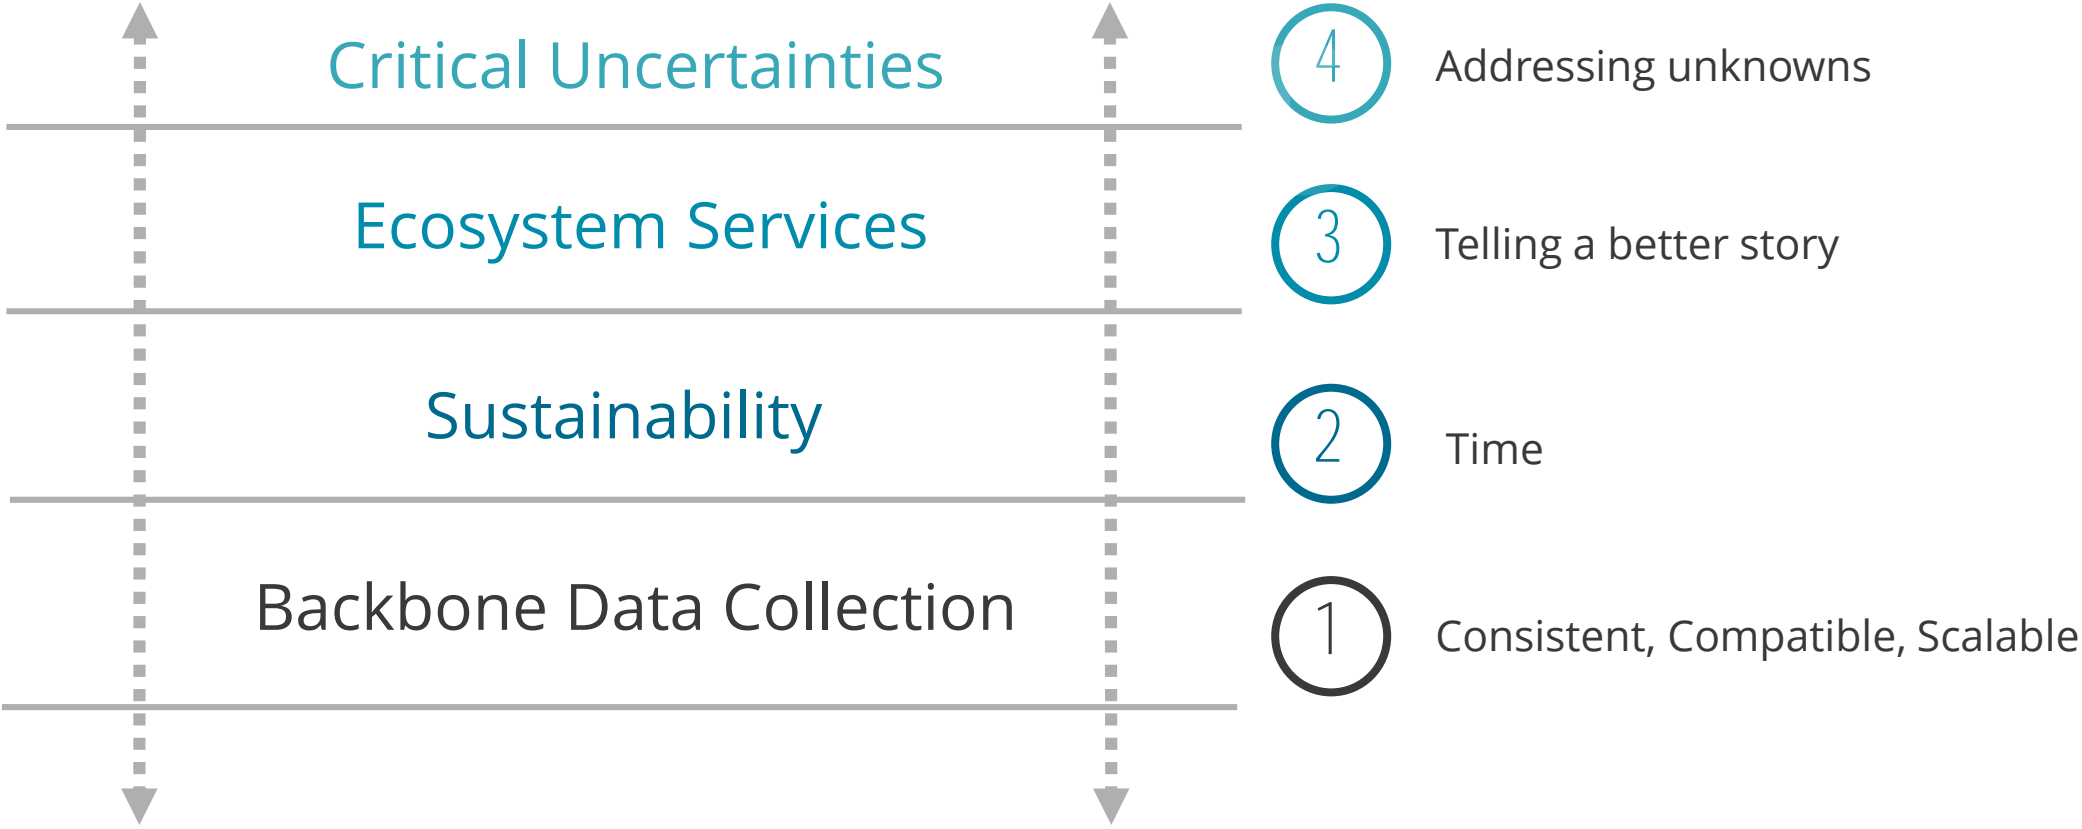 Critical Uncertainties
4
Addressing unknowns
Ecosystem Services
3
Telling a better story
Sustainability
2
Time
Backbone Data Collection
1
Consistent, Compatible, Scalable